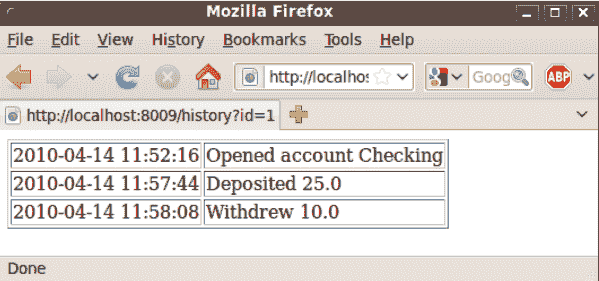 Mozilla Firefox
File Edit View History Bookmarks Tools Help
http://localhos
Goog
ABP
http://localhost:8009/history?id=1
2010-04-14 11:52:16 Opened account Checking
2010-04-14 11:57:44 Deposited 25.0
2010-04-14 11:58:08 Withdrew 10.0
Done